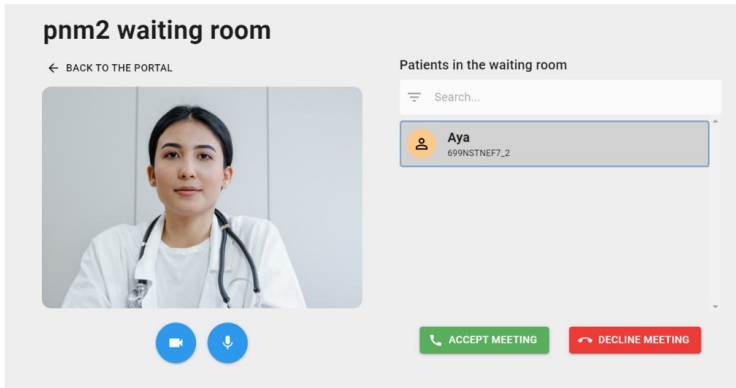 pnm2 waiting room
BACK TO THE PORTAL
Patients in the waiting room
Search...
Aya
699NSTNEF7_2
ACCEPT MEETING
DECLINE MEETING